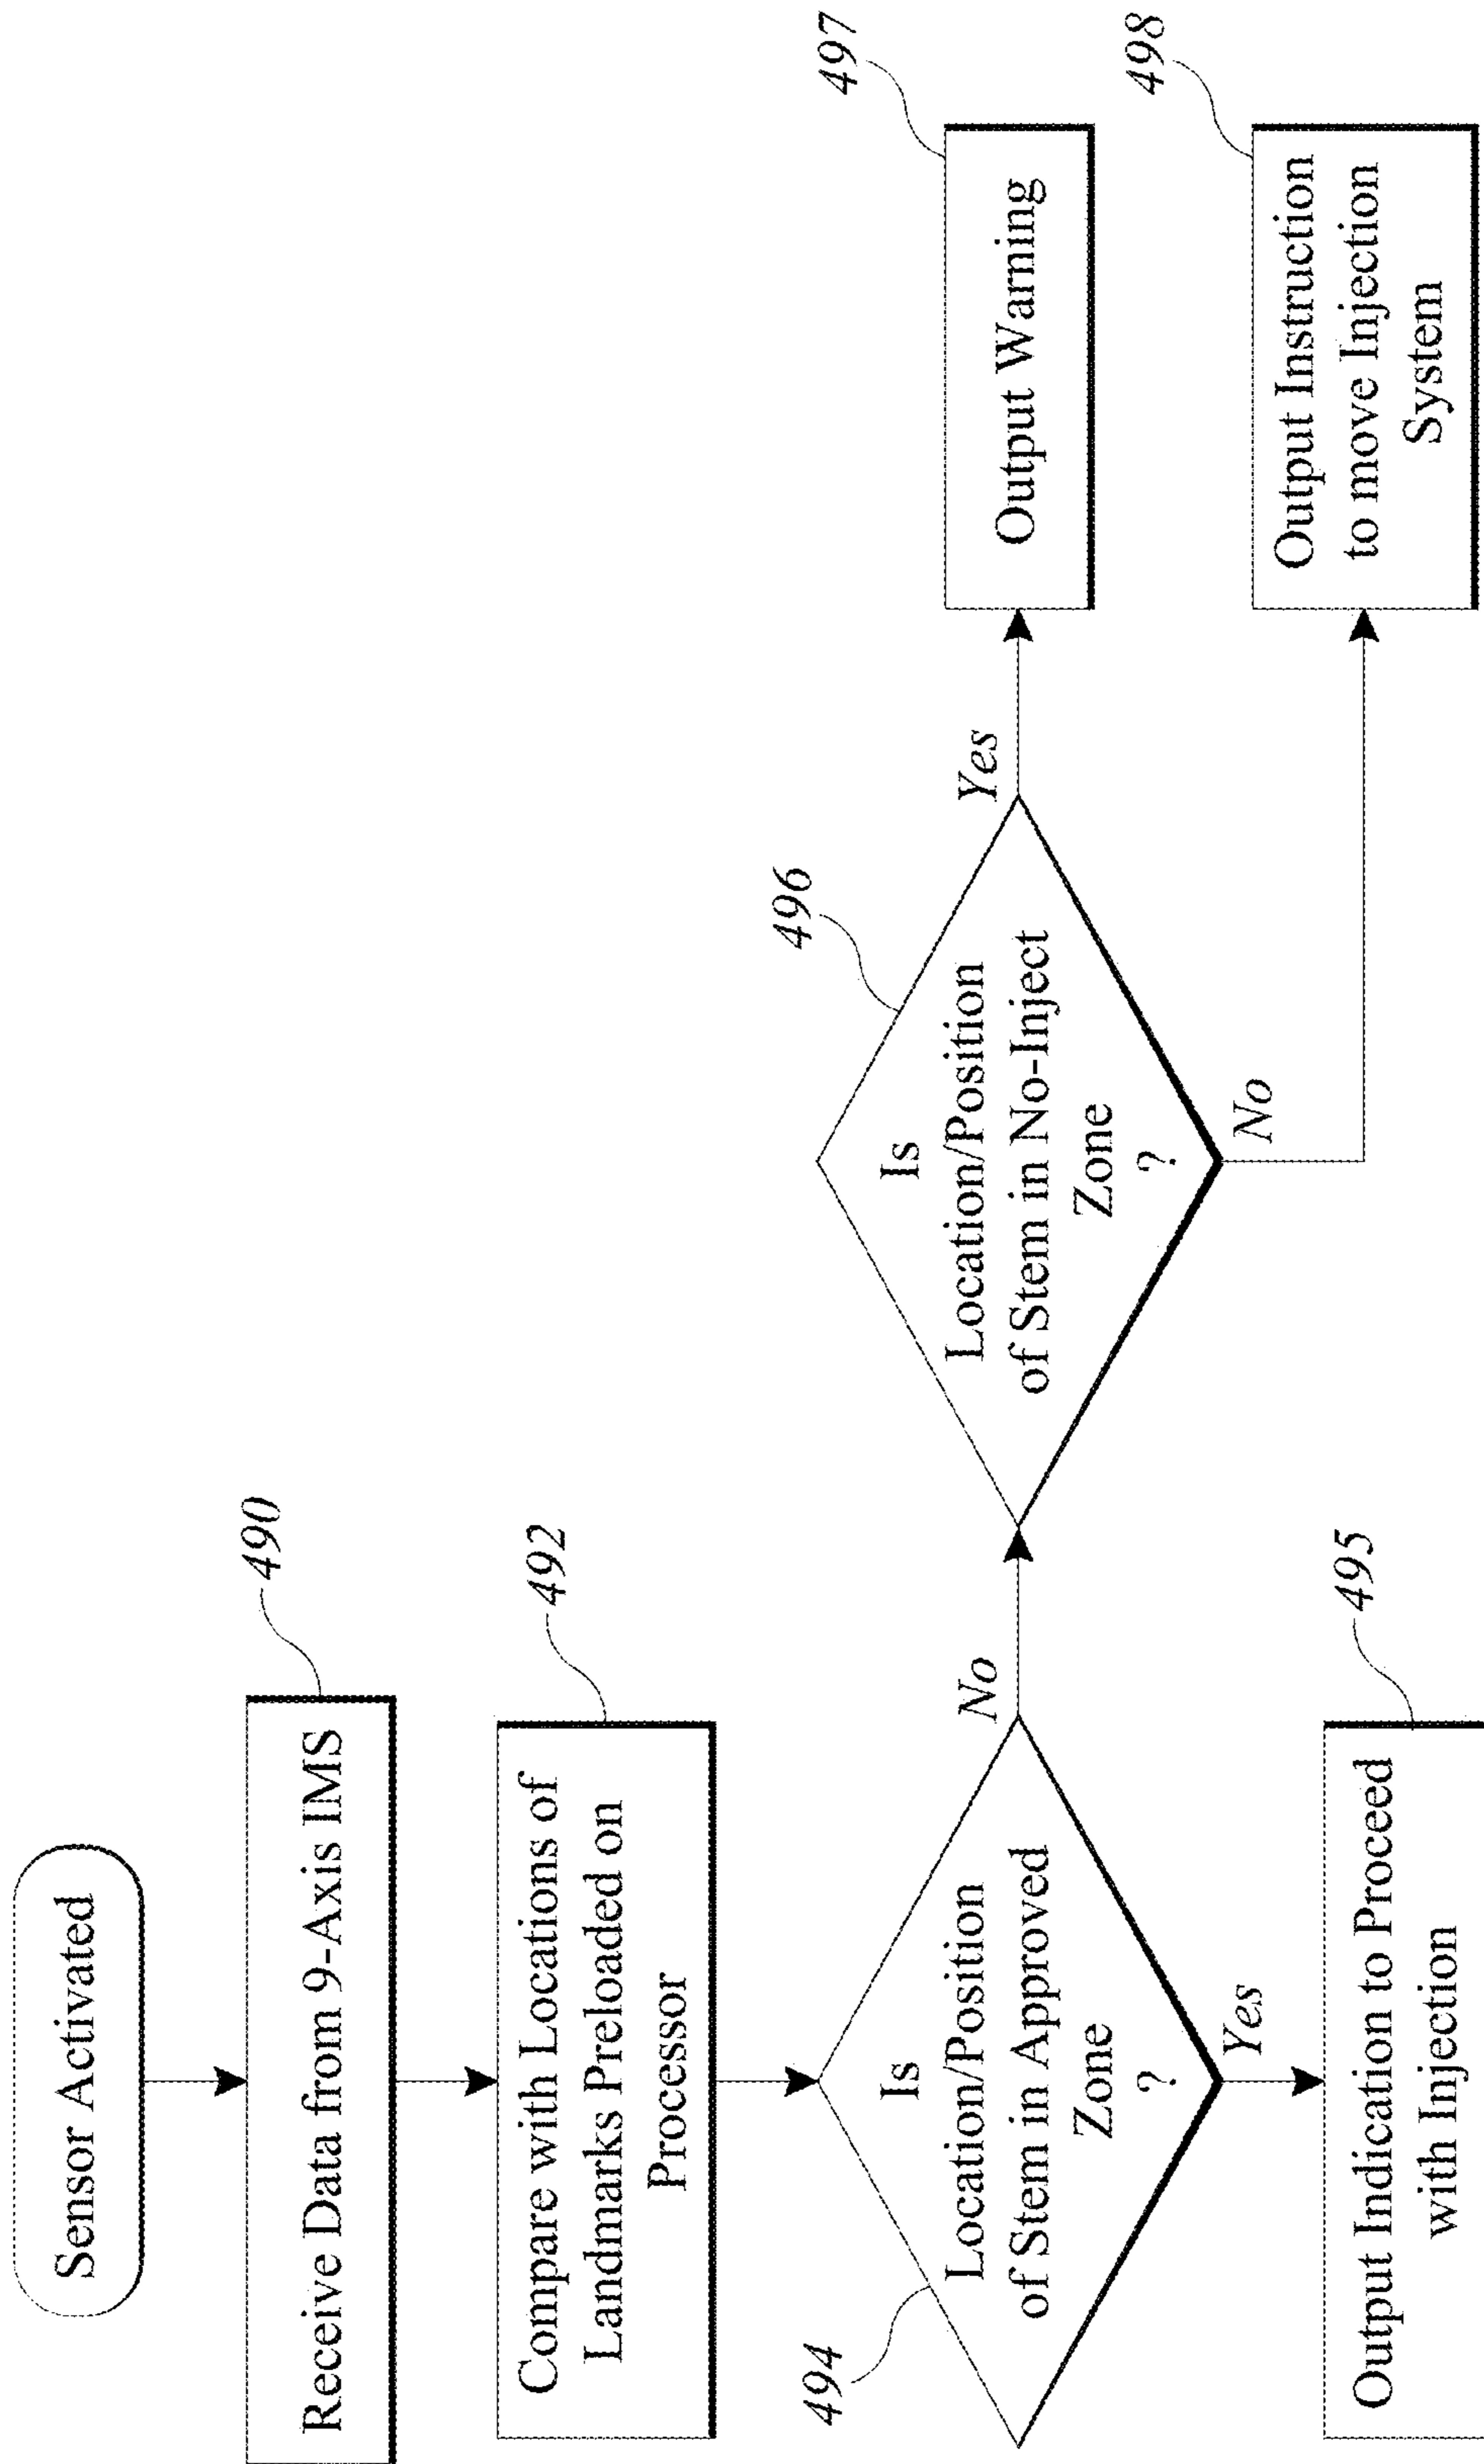 Sensor Activated
Receive Data from 9-Axis IMS
490
Compare with Locations of
Landmarks Preloaded on
Processor
492
494
Is
Location/Position
of Stem in Approved
Zone
?
No
Yes
Output Indication to Proceed
with Injection
495
496
Is
Location/Position
of Stem in No-Inject
Zone
?
Yes
No
Output Warning
497
Output Instruction
to move Injection
System
498